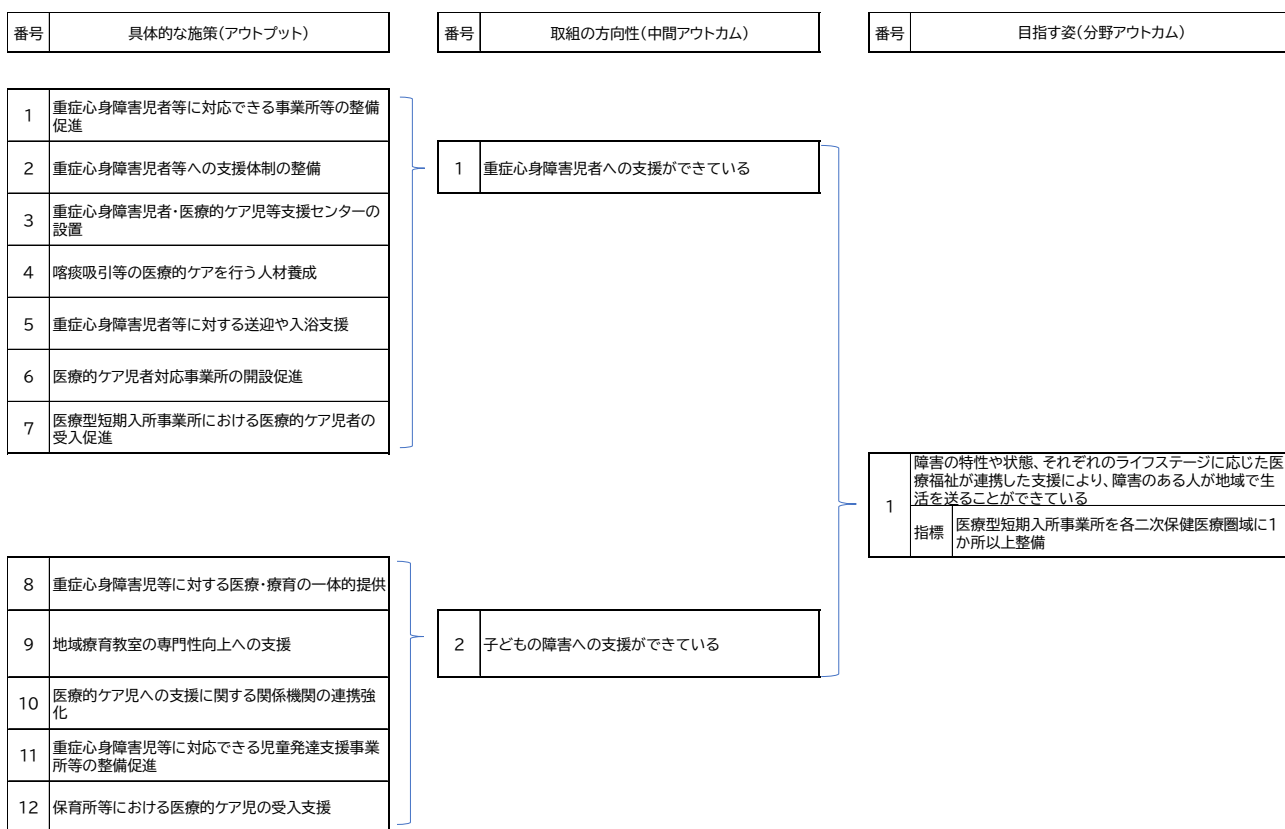 番号 具体的な施策(アウトプット)
番号 取組の方向性(中間アウトカム)
番号 目指す姿(分野アウトカム)
1 重症心身障害児者等に対応できる事業所等の整備
促進
2 重症心身障害児者等への支援体制の整備
3 重症心身障害児者・医療的ケア児等支援センターの
設置
4 喀痰吸引等の医療的ケアを行う人材養成
5 重症心身障害児者等に対する送迎や入浴支援
6 医療的ケア児者対応事業所の開設促進
7 医療型短期入所事業所における医療的ケア児者の
受入促進
1 重症心身障害児者への支援ができている
8 重症心身障害児等に対する医療・療育の一体的提供
9 地域療育教室の専門性向上への支援
10 医療的ケア児への支援に関する関係機関の連携強
化
11 重症心身障害児等に対応できる児童発達支援事業
所等の整備促進
12 保育所等における医療的ケア児の受入支援
2 子どもの障害への支援ができている
1 障害の特性や状態、それぞれのライフステージに応じた医
療福祉が連携した支援により、障害のある人が地域で生
活を送ることができている
指標 医療型短期入所事業所を各二次保健医療圏域に1
か所以上整備